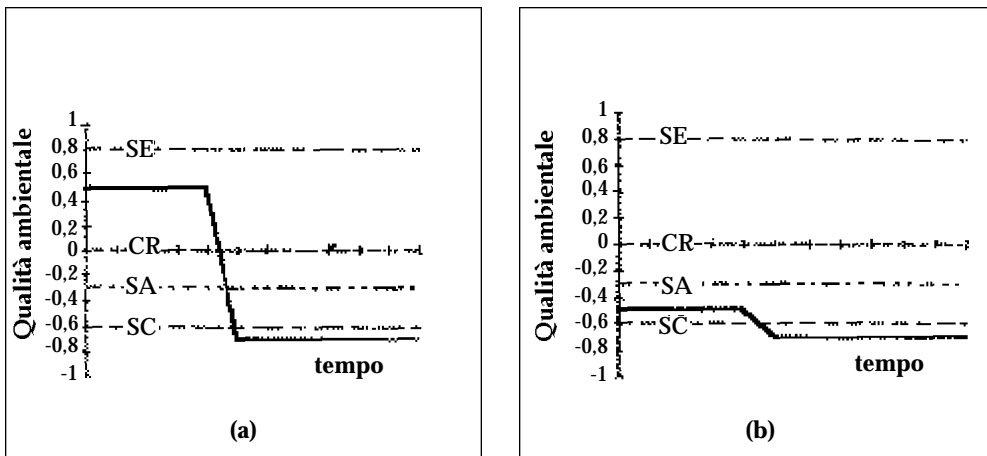 Qualità ambientale
1
0,8
0,6
0,4
0,2
0
-0,2
-0,4
-0,6
-0,8
-1
SE
CR
SA
SC
tempo
(a)
Qualità ambientale
1
0,8
0,6
0,4
0,2
0
-0,2
-0,4
-0,6
-0,8
-1
SE
CR
SA
SC
tempo
(b)